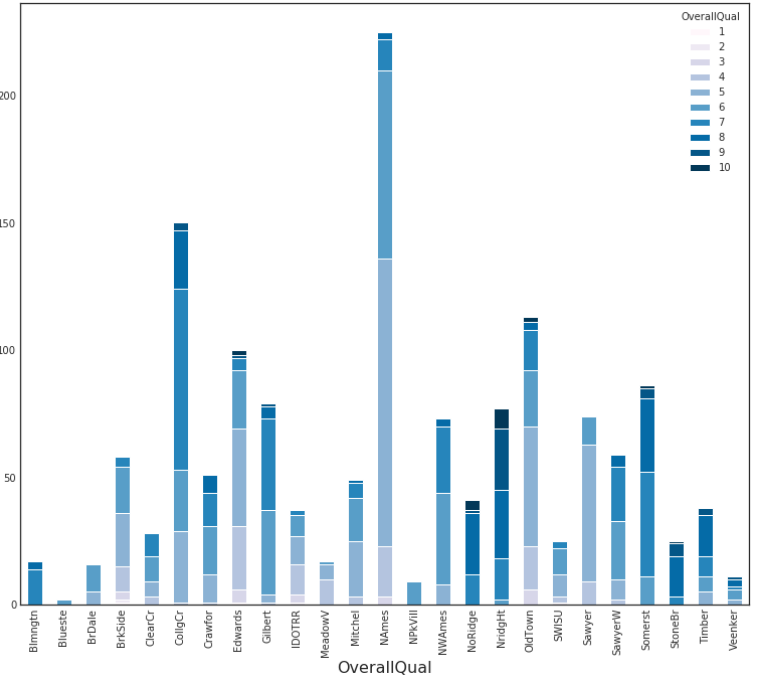 OverallQual
1
2
3
4
5
6
7
8
9
10
200
150
100
50
0
Blmngtn
Blueste
BrDale
BrkSide
ClearCr
CollgCr
Crawfor
Edwards
Gilbert
IDOTRR
MeadowV
Mitchel
NAmes
NPkVill
NWAmes
NoRidge
NridgHt
OldTown
SWISU
Sawyer
SawyerW
Somerst
StoneBr
Timber
Veenker
OverallQual